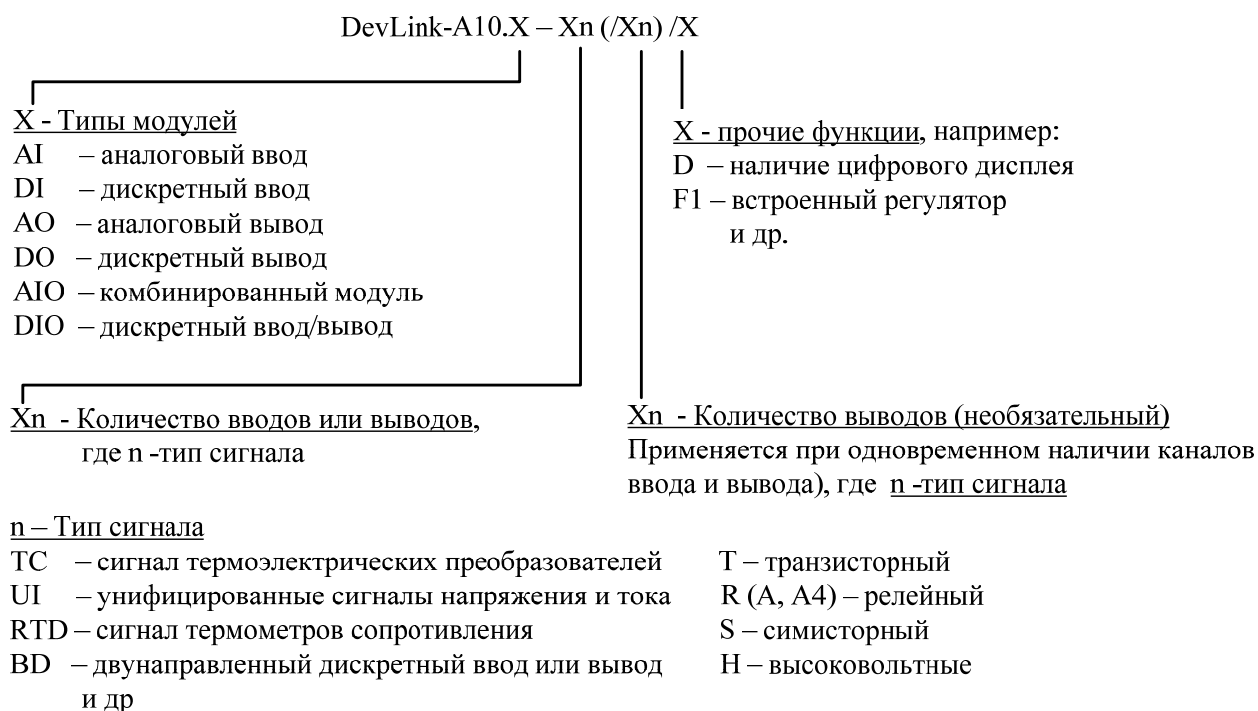 DevLink-A10.X – Xn (/Xn) /X
X - Типы модулей
AI – аналоговый ввод
DI – дискретный ввод
AO – аналоговый вывод
DO – дискретный вывод
AIO – комбинированный модуль
DIO – дискретный ввод/вывод
X - прочие функции, например:
D – наличие цифрового дисплея
F1 – встроенный регулятор
и др.
Xn - Количество вводов или выводов,
где n -тип сигнала
Xn - Количество выводов (необязательный)
Применяется при одновременном наличии каналов
ввода и вывода), где n -тип сигнала
n – Тип сигнала
TC – сигнал термоэлектрических преобразователей
UI – унифицированные сигналы напряжения и тока
RTD – сигнал термометров сопротивления
BD – двунаправленный дискретный ввод или вывод
и др
T – транзисторный
R (A, A4) – релейный
S – симисторный
H – высоковольтные